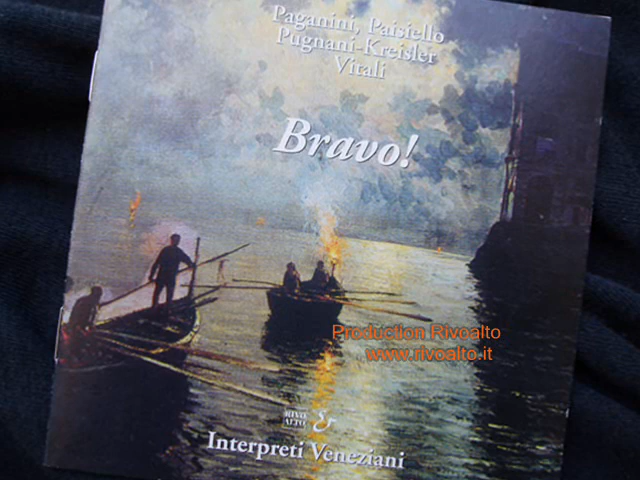 Paganini, Paisiello
Pugnani-Kreisler
Vitali
Bravo!
Production Rivoalto
www.rivoalto.it
RIVO
ALTO
&
Interpreti Veneziani